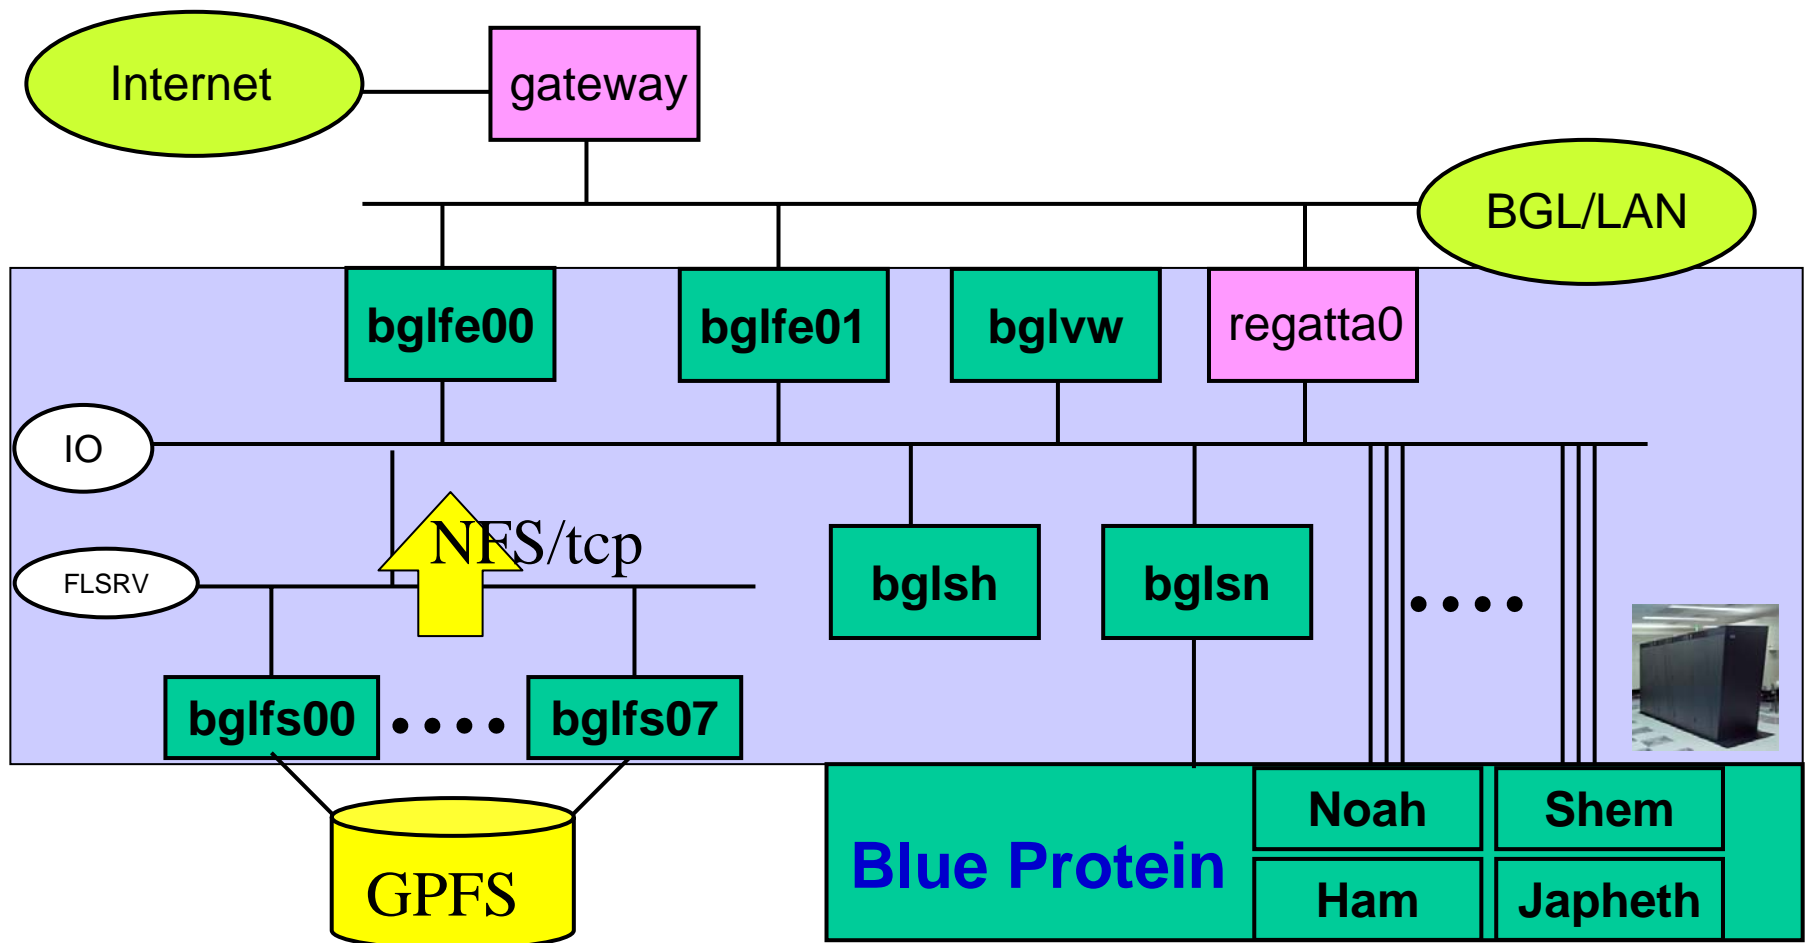 Internet
gateway
BGL/LAN
bglfe00
bglfe01
bglvw
regatta0
IO
NFS/tcp
FLSRV
bglsh
bglsn
bglfs00
bglfs07
GPFS
Blue Protein
Noah
Shem
Ham
Japheth